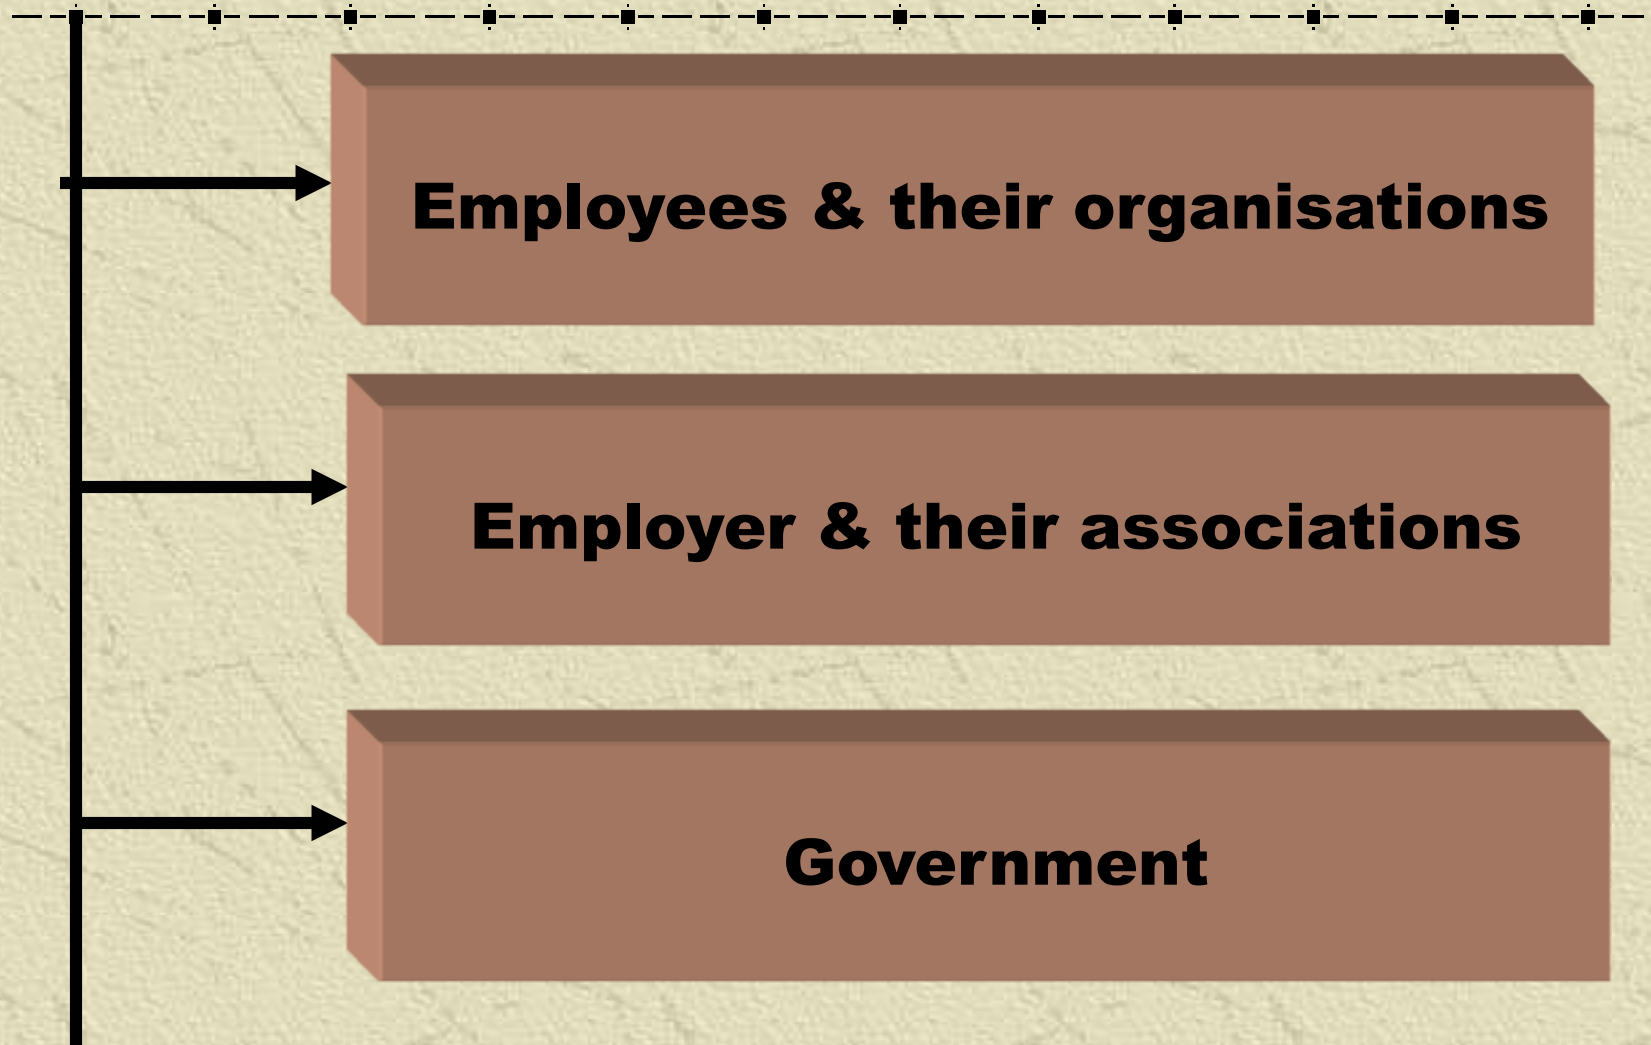 Employees & their organisations
Employer & their associations
Government